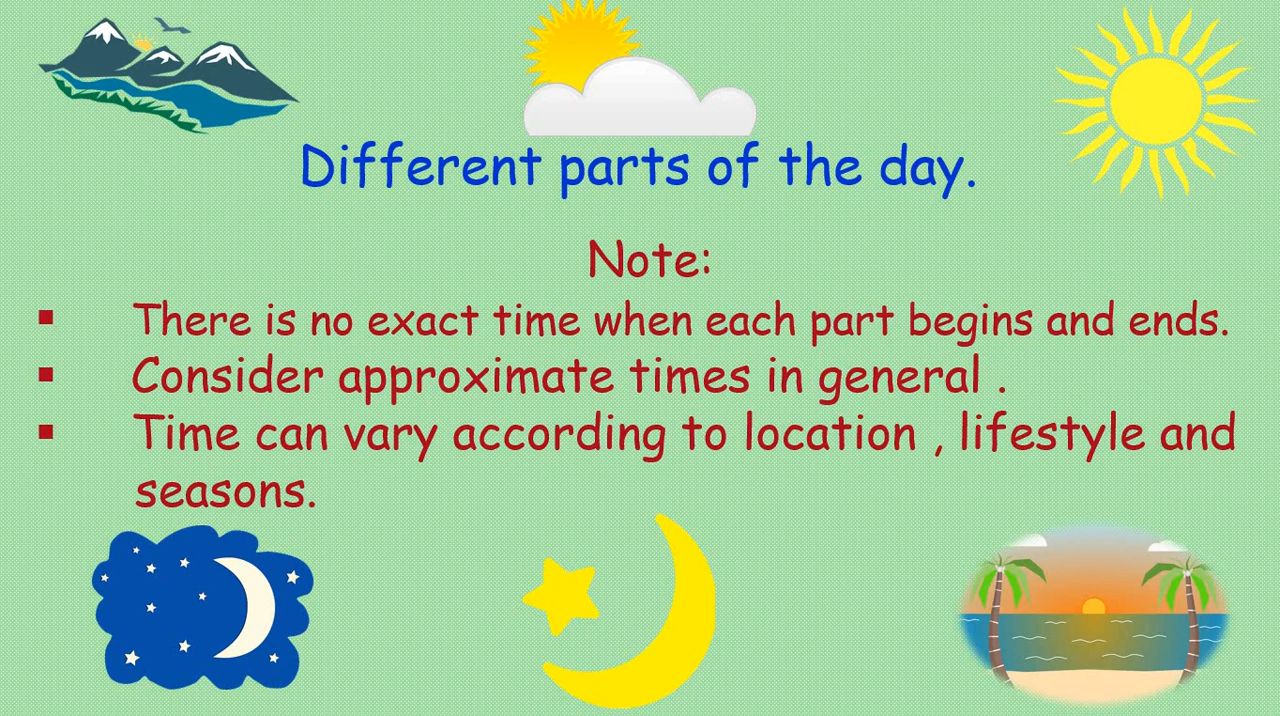 Different parts of the day.
Note:
▪ There is no exact time when each part begins and ends.
▪ Consider approximate times in general .
▪ Time can vary according to location , lifestyle and
seasons.